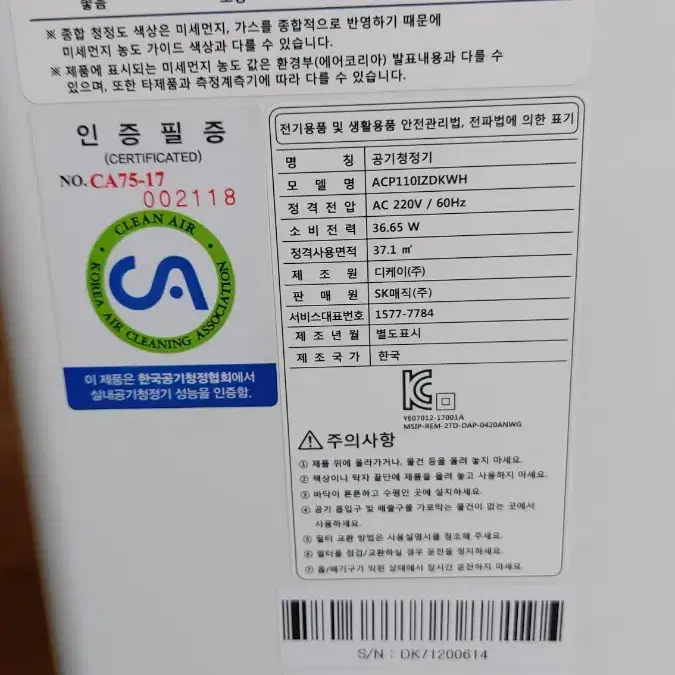 좋음
※ 종합 청정도 색상은 미세먼지, 가스를 종합적으로 반영하기 때문에
미세먼지 농도 가이드 색상과 다를 수 있습니다.
※ 제품에 표시되는 미세먼지 농도 값은 환경부(에어코리아) 발표내용과 다를 수
있으며, 또한 타제품과 측정계측기에 따라 다를 수 있습니다.
인 증 필 증
(CERTIFICATED)
NO. CA75-17
002118
CLEAN AIR
CA
KOREA AIR CLEANING ASSOCIATION
이 제품은 한국공기청정협회에서
실내공기청정기 성능을 인증함.
전기용품 및 생활용품 안전관리법, 전파법에 의한 표기
명 칭 공기청정기
모 델 명 ACP110IZDKWH
정 격 전 압 AC 220V / 60Hz
소 비 전 력 36.65 W
정격사용면적 37.1 ㎡
제 조 원 디케이(주)
판 매 원 SK매직(주)
서비스대표번호 1577-7784
제 조 년 월 별도표시
제 조 국 가 한국
YE07012-17001A
MSIP-REM-2TD-DAP-0420ANWG
주의사항
① 제품 위에 올라가거나, 물건 등을 올려 놓지 마세요.
② 책상이나 탁자 끝단에 제품을 올려 놓고 사용하지 마세요.
③ 바닥이 튼튼하고 수평인 곳에 설치하세요.
④ 공기 흡입구 및 배출구를 가로막는 물건이 없는 곳에서
사용하세요.
⑤ 필터 교환 방법은 사용설명서를 참조해 주세요.
⑥ 필터를 점검/교환하실 경우 운전을 정지하세요.
⑦ 흡/배기구가 막힌 상태에서 장시간 운전하지 마세요.
S/N : DK71200614